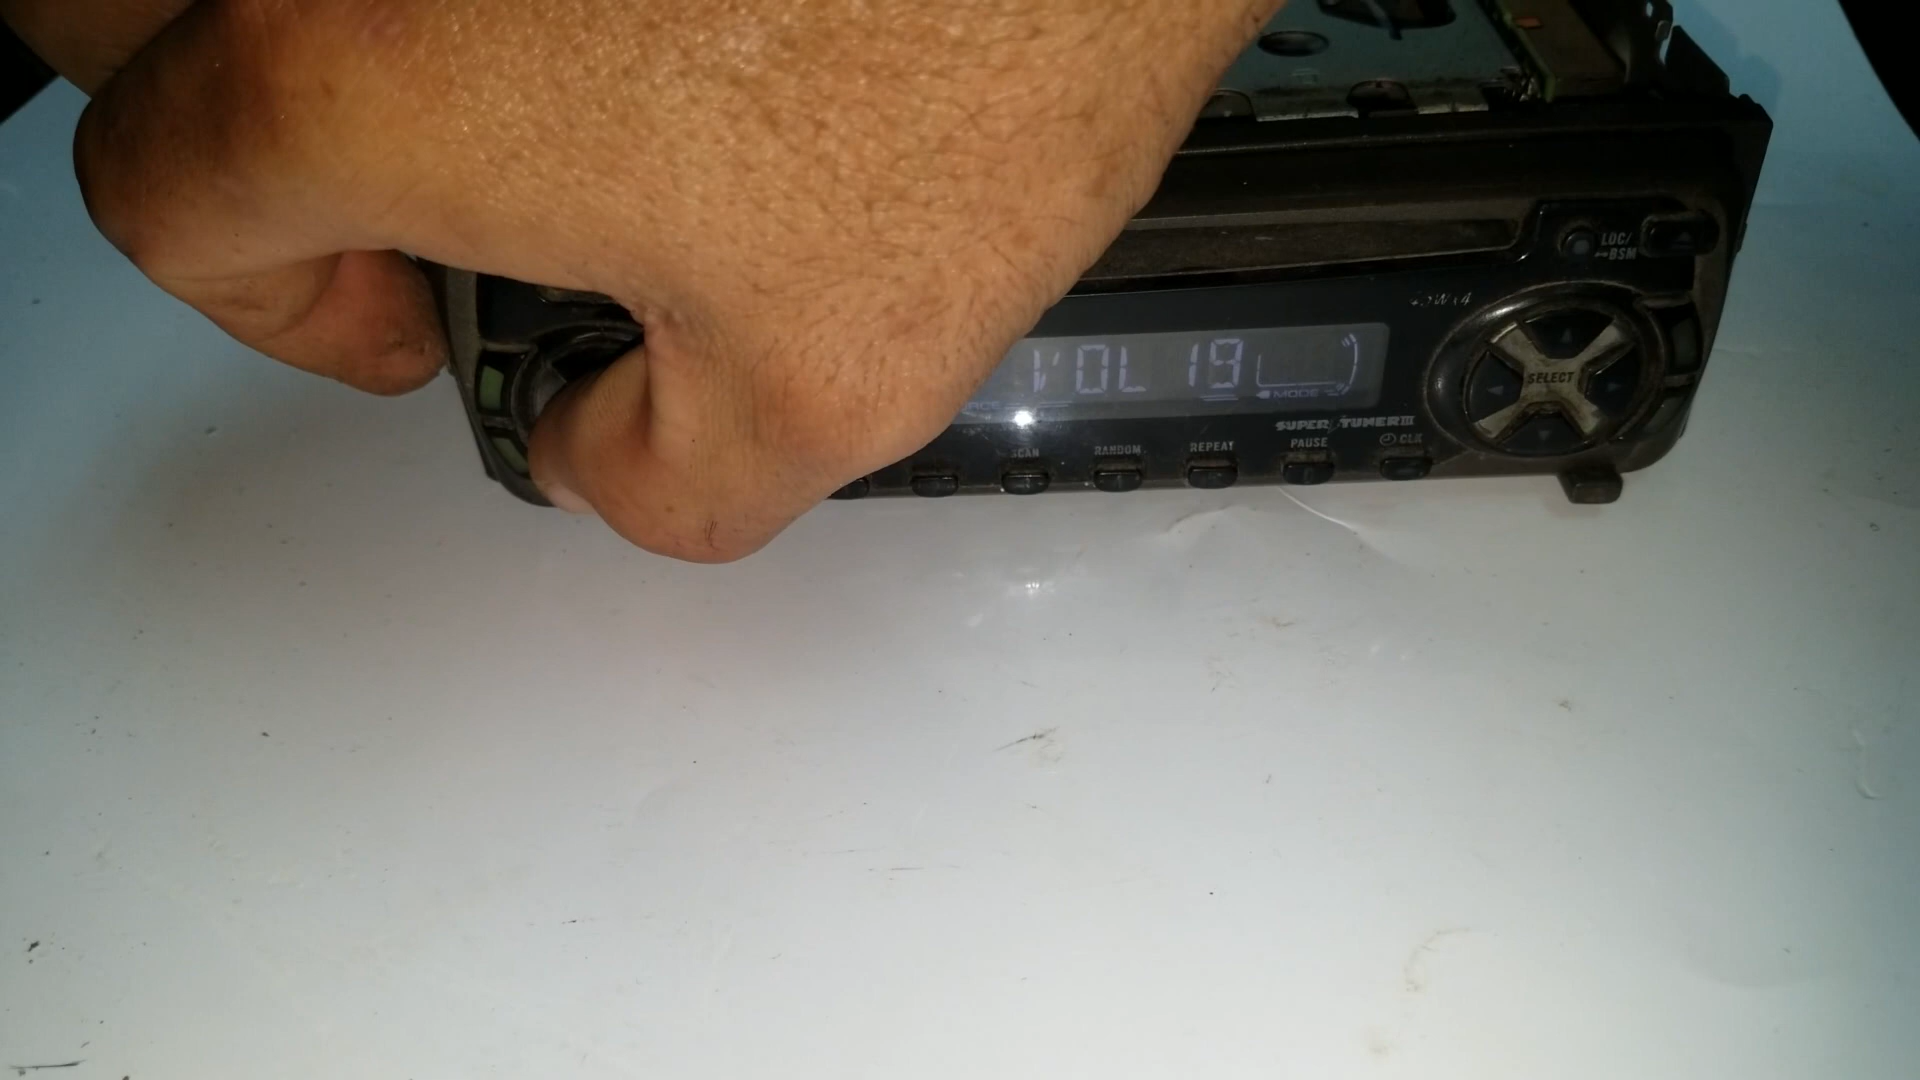 LOC/
BSM
VOL 19
MODE
SELECT
SUPER TUNER III
SCAN RANDOM REPEAT PAUSE CLK